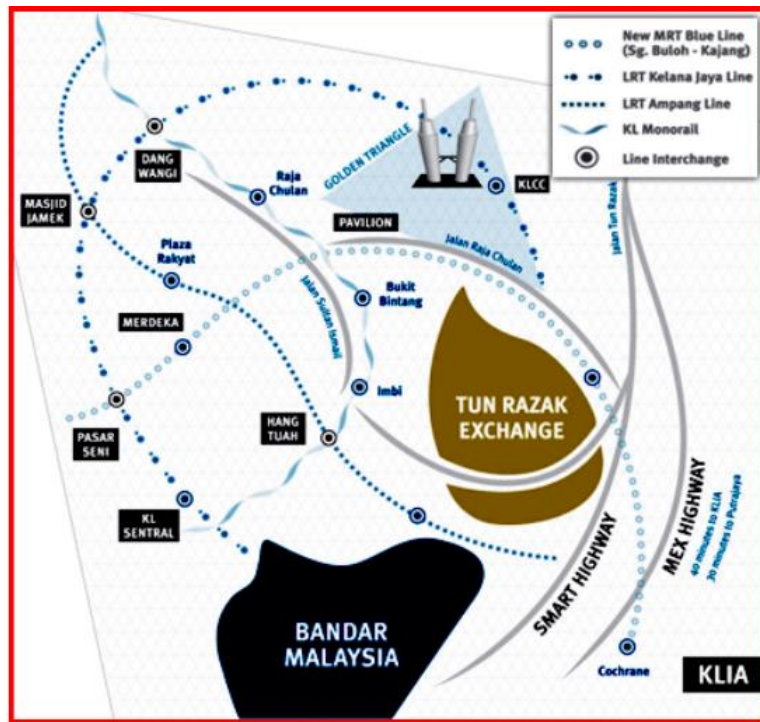 New MRT Blue Line
(Sg. Buloh - Kajang)
LRT Kelana Jaya Line
LRT Ampang Line
KL Monorail
Line Interchange
DANG
WANGI
Raja
Chulan
GOLDEN TRIANGLE
KLCC
Jalan Tun Razak
MASJID
JAMEK
PAVILION
Jalan Raja Chulan
Plaza
Rakyat
Jalan Sultan Ismail
Bukit
Bintang
MERDEKA
Imbi
TUN RAZAK
EXCHANGE
PASAR
SENI
HANG
TUAH
KL
SENTRAL
SMART HIGHWAY
MEX HIGHWAY
40 minutes to KLIA
30 minutes to Putrajaya
BANDAR
MALAYSIA
Cochrane
KLIA